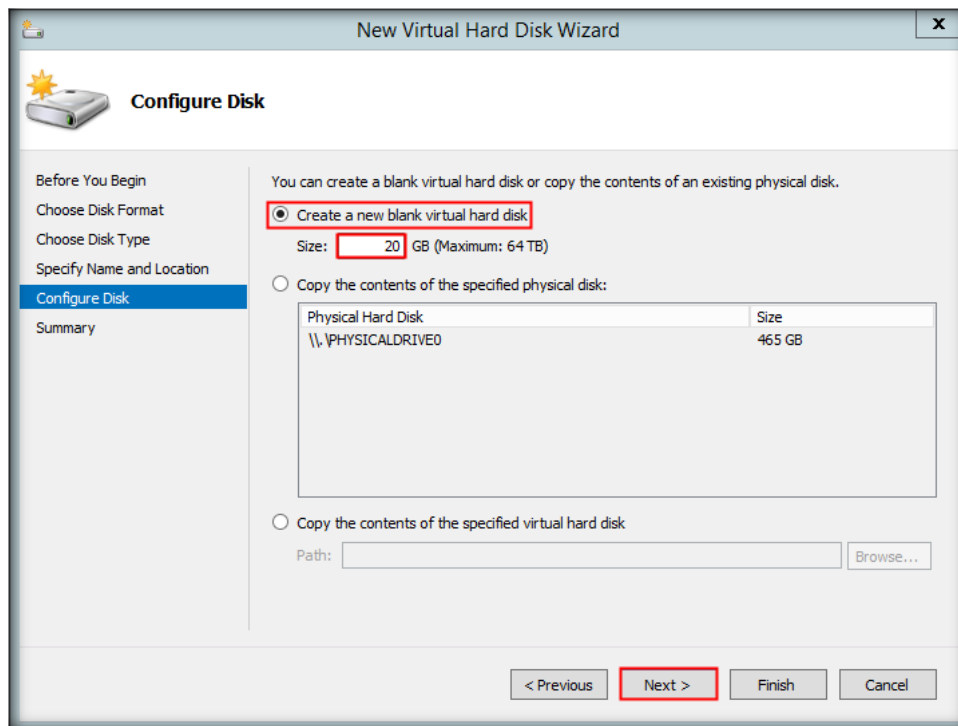 New Virtual Hard Disk Wizard
x
Configure Disk
Before You Begin
Choose Disk Format
Choose Disk Type
Specify Name and Location
Configure Disk
Summary
You can create a blank virtual hard disk or copy the contents of an existing physical disk.
Create a new blank virtual hard disk
Size: 20 GB (Maximum: 64 TB)
Copy the contents of the specified physical disk:
Physical Hard Disk Size
\\.\PHYSICALDRIVE0 465 GB
Copy the contents of the specified virtual hard disk
Path: Browse...
< Previous Next > Finish Cancel